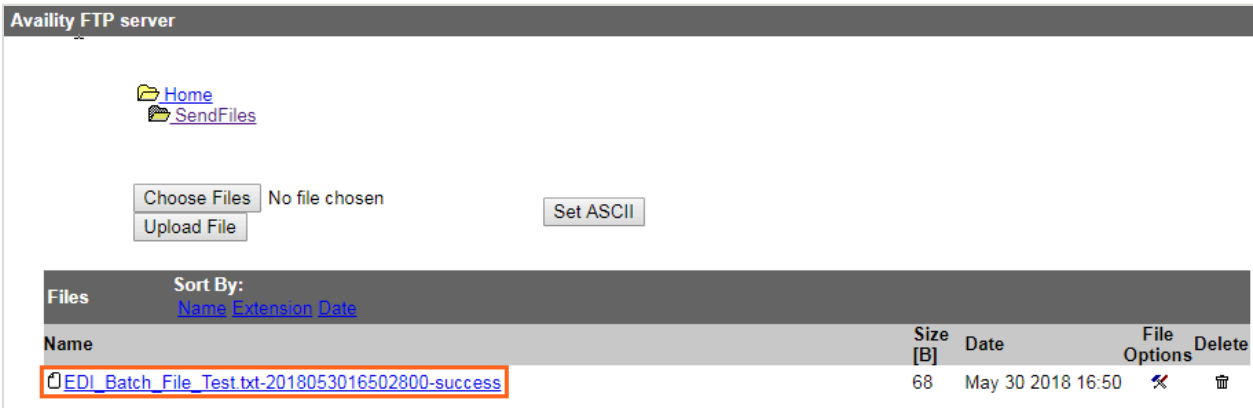 Availity FTP server
Home
SendFiles
Choose Files No file chosen
Set ASCII
Upload File
Files Sort By:
Name Extension Date
Name Size [B] Date File Options Delete
EDI_Batch_File_Test.txt-2018053016502800-success 68 May 30 2018 16:50